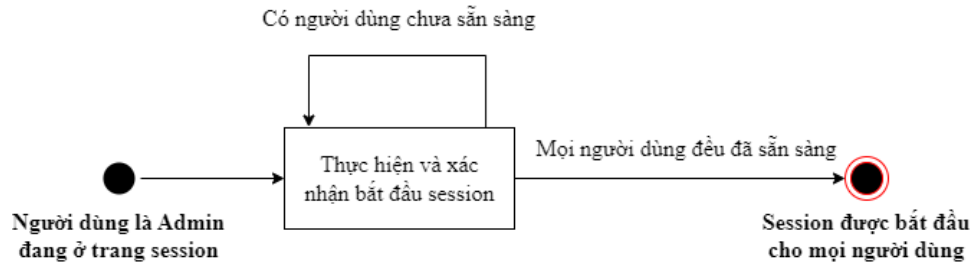 Có người dùng chưa sẵn sàng
Thực hiện và xác
nhận bắt đầu session
Mọi người dùng đều đã sẵn sàng
Người dùng là Admin
đang ở trang session
Session được bắt đầu
cho mọi người dùng